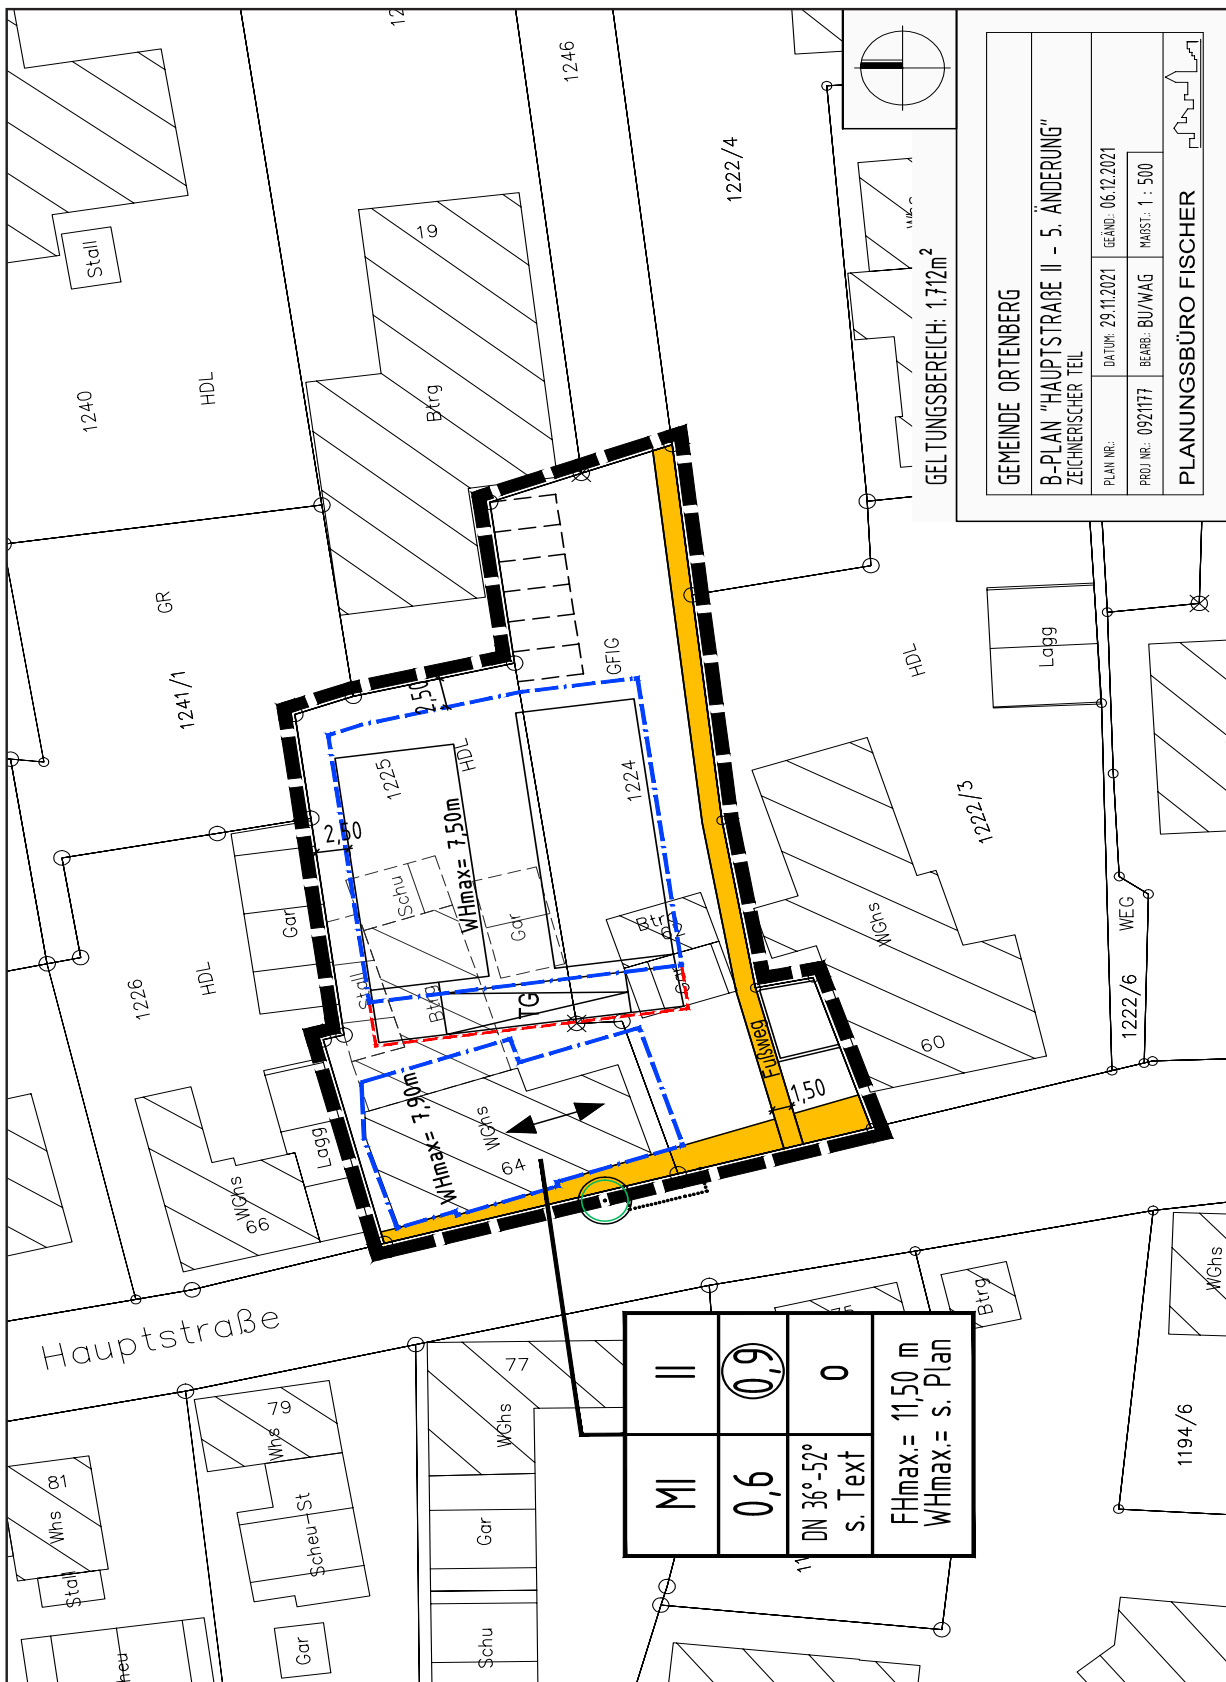 Stall
1240
HDL
19
Btrg
1246
1222/4
GELTUNGSBEREICH: 1.712m²
GEMEINDE ORTENBERG
B-PLAN "HAUPTSTRAßE II - 5. ÄNDERUNG"
ZEICHNERISCHER TEIL
PLAN NR.:
DATUM: 29.11.2021
GEÄND.: 06.12.2021
PROJ NR.: 0921177
BEARB.: BU/WAG
MAßST.: 1 : 500
PLANUNGSBÜRO FISCHER
GR
1241/1
2,50
GFlG
HDL
1225
1224
2,50
WHmax= 7,50m
Schu
Gar
Btrg
62
Gar
Stall
Btrg
TG
Gar
HDL
1226
Lagg
WGhs
66
WHmax= 7,90m
WGhs
64
Fußweg
1,50
HDL
Lagg
1222/3
WGhs
60
WEG
1222/6
Hauptstraße
75
Btrg
WGhs
77
WGhs
79
Whs
81
Whs
Stall
Scheu-St
Gar
Gar
Schu
1194/6
MI
II
0,6
0,9
DN 36°-52°
s. Text
o
FHmax.= 11,50 m
WHmax.= s. Plan